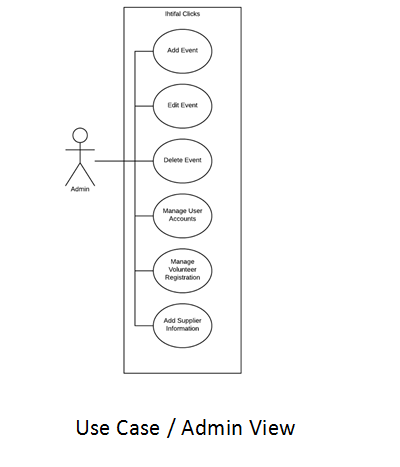 Ihtifal Clicks
Add Event
Edit Event
Delete Event
Admin
Manage User
Accounts
Manage
Volunteer
Registration
Add Supplier
Information
Use Case / Admin View